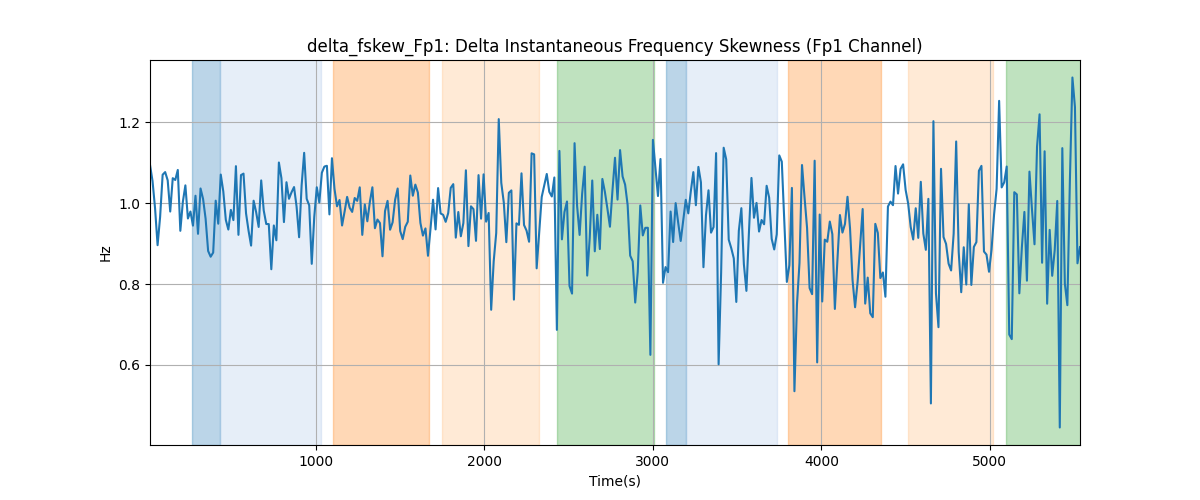 delta_fskew_Fp1: Delta Instantaneous Frequency Skewness (Fp1 Channel)
1.2
1.0
0.8
0.6
Hz
1000 2000 3000 4000 5000
Time(s)